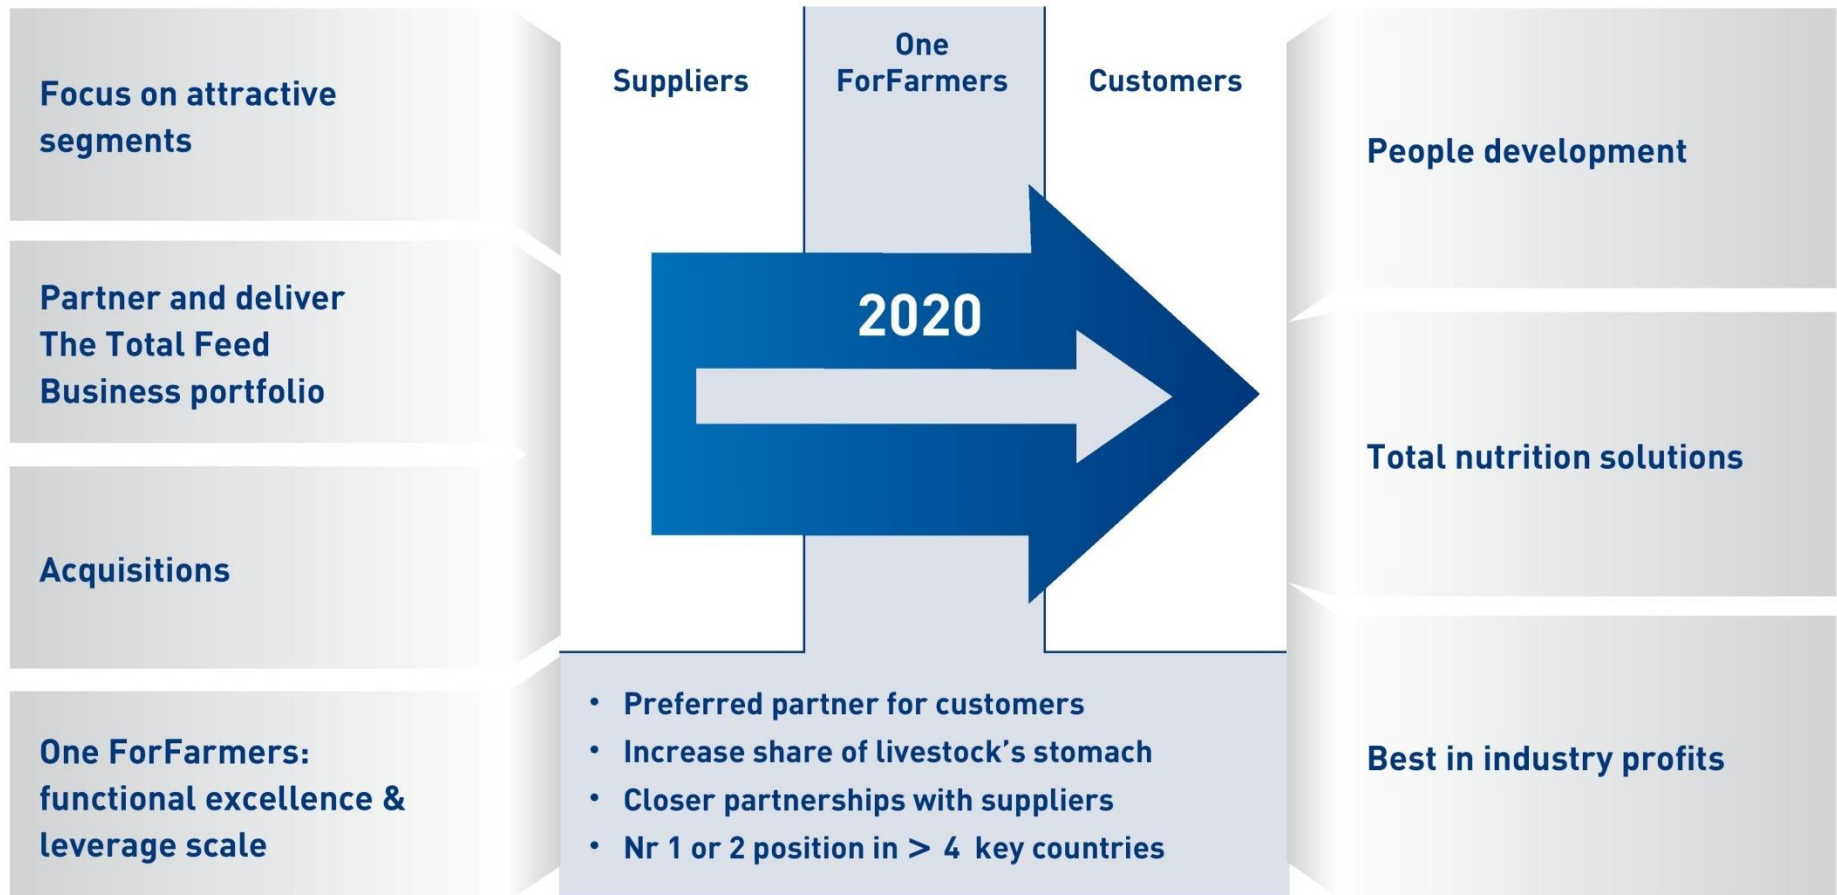 Focus on attractive
segments
Partner and deliver
The Total Feed
Business portfolio
Acquisitions
One ForFarmers:
functional excellence &
leverage scale
Suppliers
One
ForFarmers
Customers
2020
• Preferred partner for customers
• Increase share of livestock’s stomach
• Closer partnerships with suppliers
• Nr 1 or 2 position in > 4 key countries
People development
Total nutrition solutions
Best in industry profits